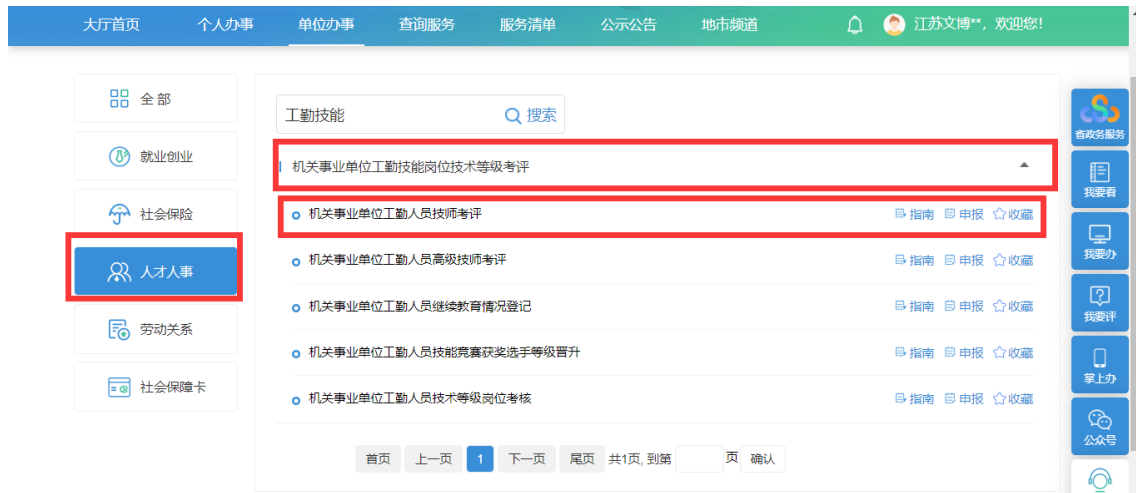 大厅首页 个人办事 单位办事 查询服务 服务清单 公示公告 地市频道 江苏文博**，欢迎您!
全 部
就业创业
社会保险
人才人事
劳动关系
社会保障卡
工勤技能 搜索
机关事业单位工勤技能岗位技术等级考评
机关事业单位工勤人员技师考评 指南 申报 收藏
机关事业单位工勤人员高级技师考评 指南 申报 收藏
机关事业单位工勤人员继续教育情况登记 指南 申报 收藏
机关事业单位工勤人员技能竞赛获奖选手等级晋升 指南 申报 收藏
机关事业单位工勤人员技术等级岗位考核 指南 申报 收藏
首页 上一页 1 下一页 尾页 共1页, 到第 页 确认
省政务服务
我要看
我要办
我要评
掌上办
公众号